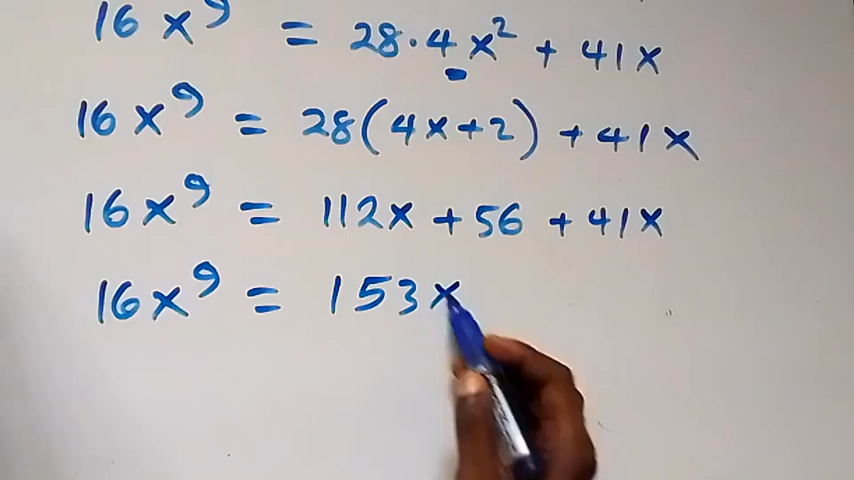 16x⁹ = 28·4x² + 41x
16x⁹ = 28(4x+2) + 41x
16x⁹ = 112x + 56 + 41x
16x⁹ = 153x